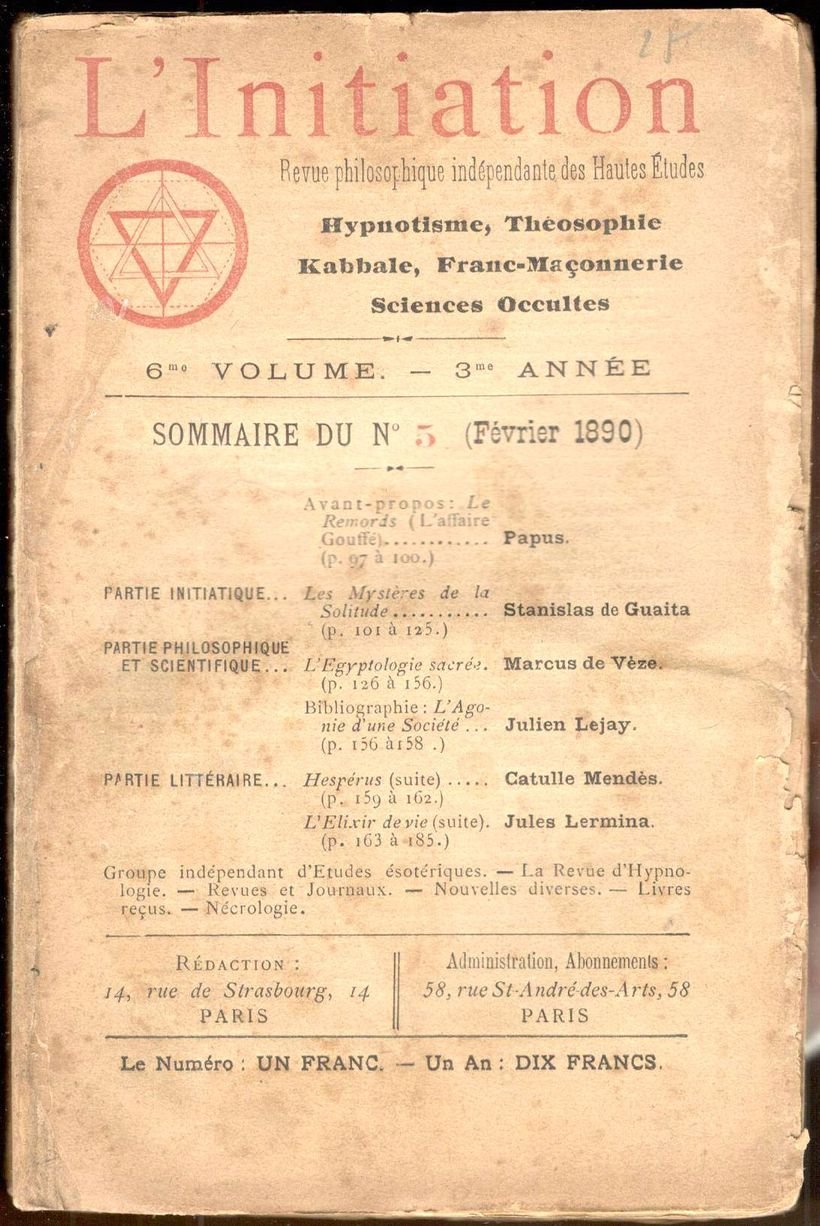 L'Initiation
Revue philosophique indépendante des Hautes Études
Hypnotisme, Théosophie
Kabbale, Franc-Maçonnerie
Sciences Occultes
6me VOLUME. — 3me ANNÉE
SOMMAIRE DU No 5 (Février 1890)
Avant-propos: Le
Remords (L'affaire
Gouffé)............ Papus.
(p. 97 à 100.)
PARTIE INITIATIQUE... Les Mystères de la
Solitude........... Stanislas de Guaita
(p. 101 à 125.)
PARTIE PHILOSOPHIQUE
ET SCIENTIFIQUE... L'Egyptologie sacrée. Marcus de Vèze.
(p. 126 à 156.)
Bibliographie : L'Ago-
nie d'une Société ... Julien Lejay.
(p. 156 à 158 .)
PARTIE LITTÉRAIRE... Hespérus (suite) ..... Catulle Mendès.
(p. 159 à 162.)
L'Elixir de vie (suite). Jules Lermina.
(p. 163 à 185.)
Groupe indépendant d'Etudes ésotériques. — La Revue d'Hypno-
logie. — Revues et Journaux. — Nouvelles diverses. — Livres
reçus. — Nécrologie.
RÉDACTION :
14, rue de Strasbourg, 14
PARIS
Administration, Abonnements :
58, rue St-André-des-Arts, 58
PARIS
Le Numéro : UN FRANC. — Un An : DIX FRANCS.